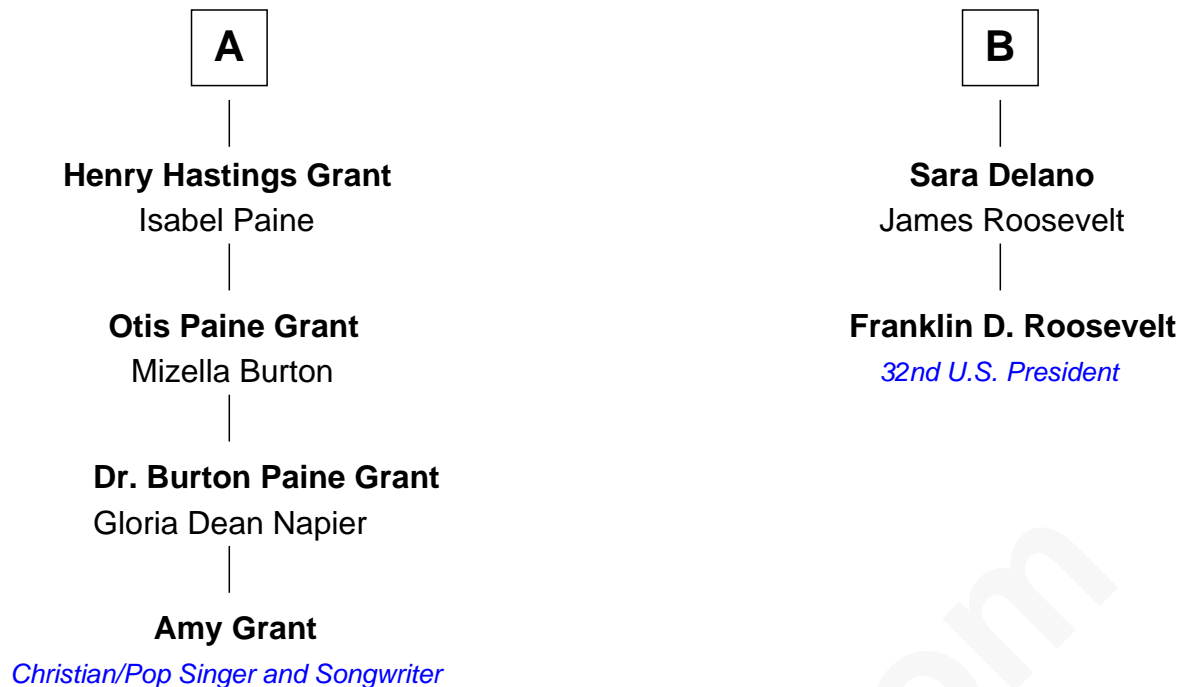 A
Henry Hastings Grant
Isabel Paine
Otis Paine Grant
Mizella Burton
Dr. Burton Paine Grant
Gloria Dean Napier
Amy Grant
Christian/Pop Singer and Songwriter
B
Sara Delano
James Roosevelt
Franklin D. Roosevelt
32nd U.S. President
om